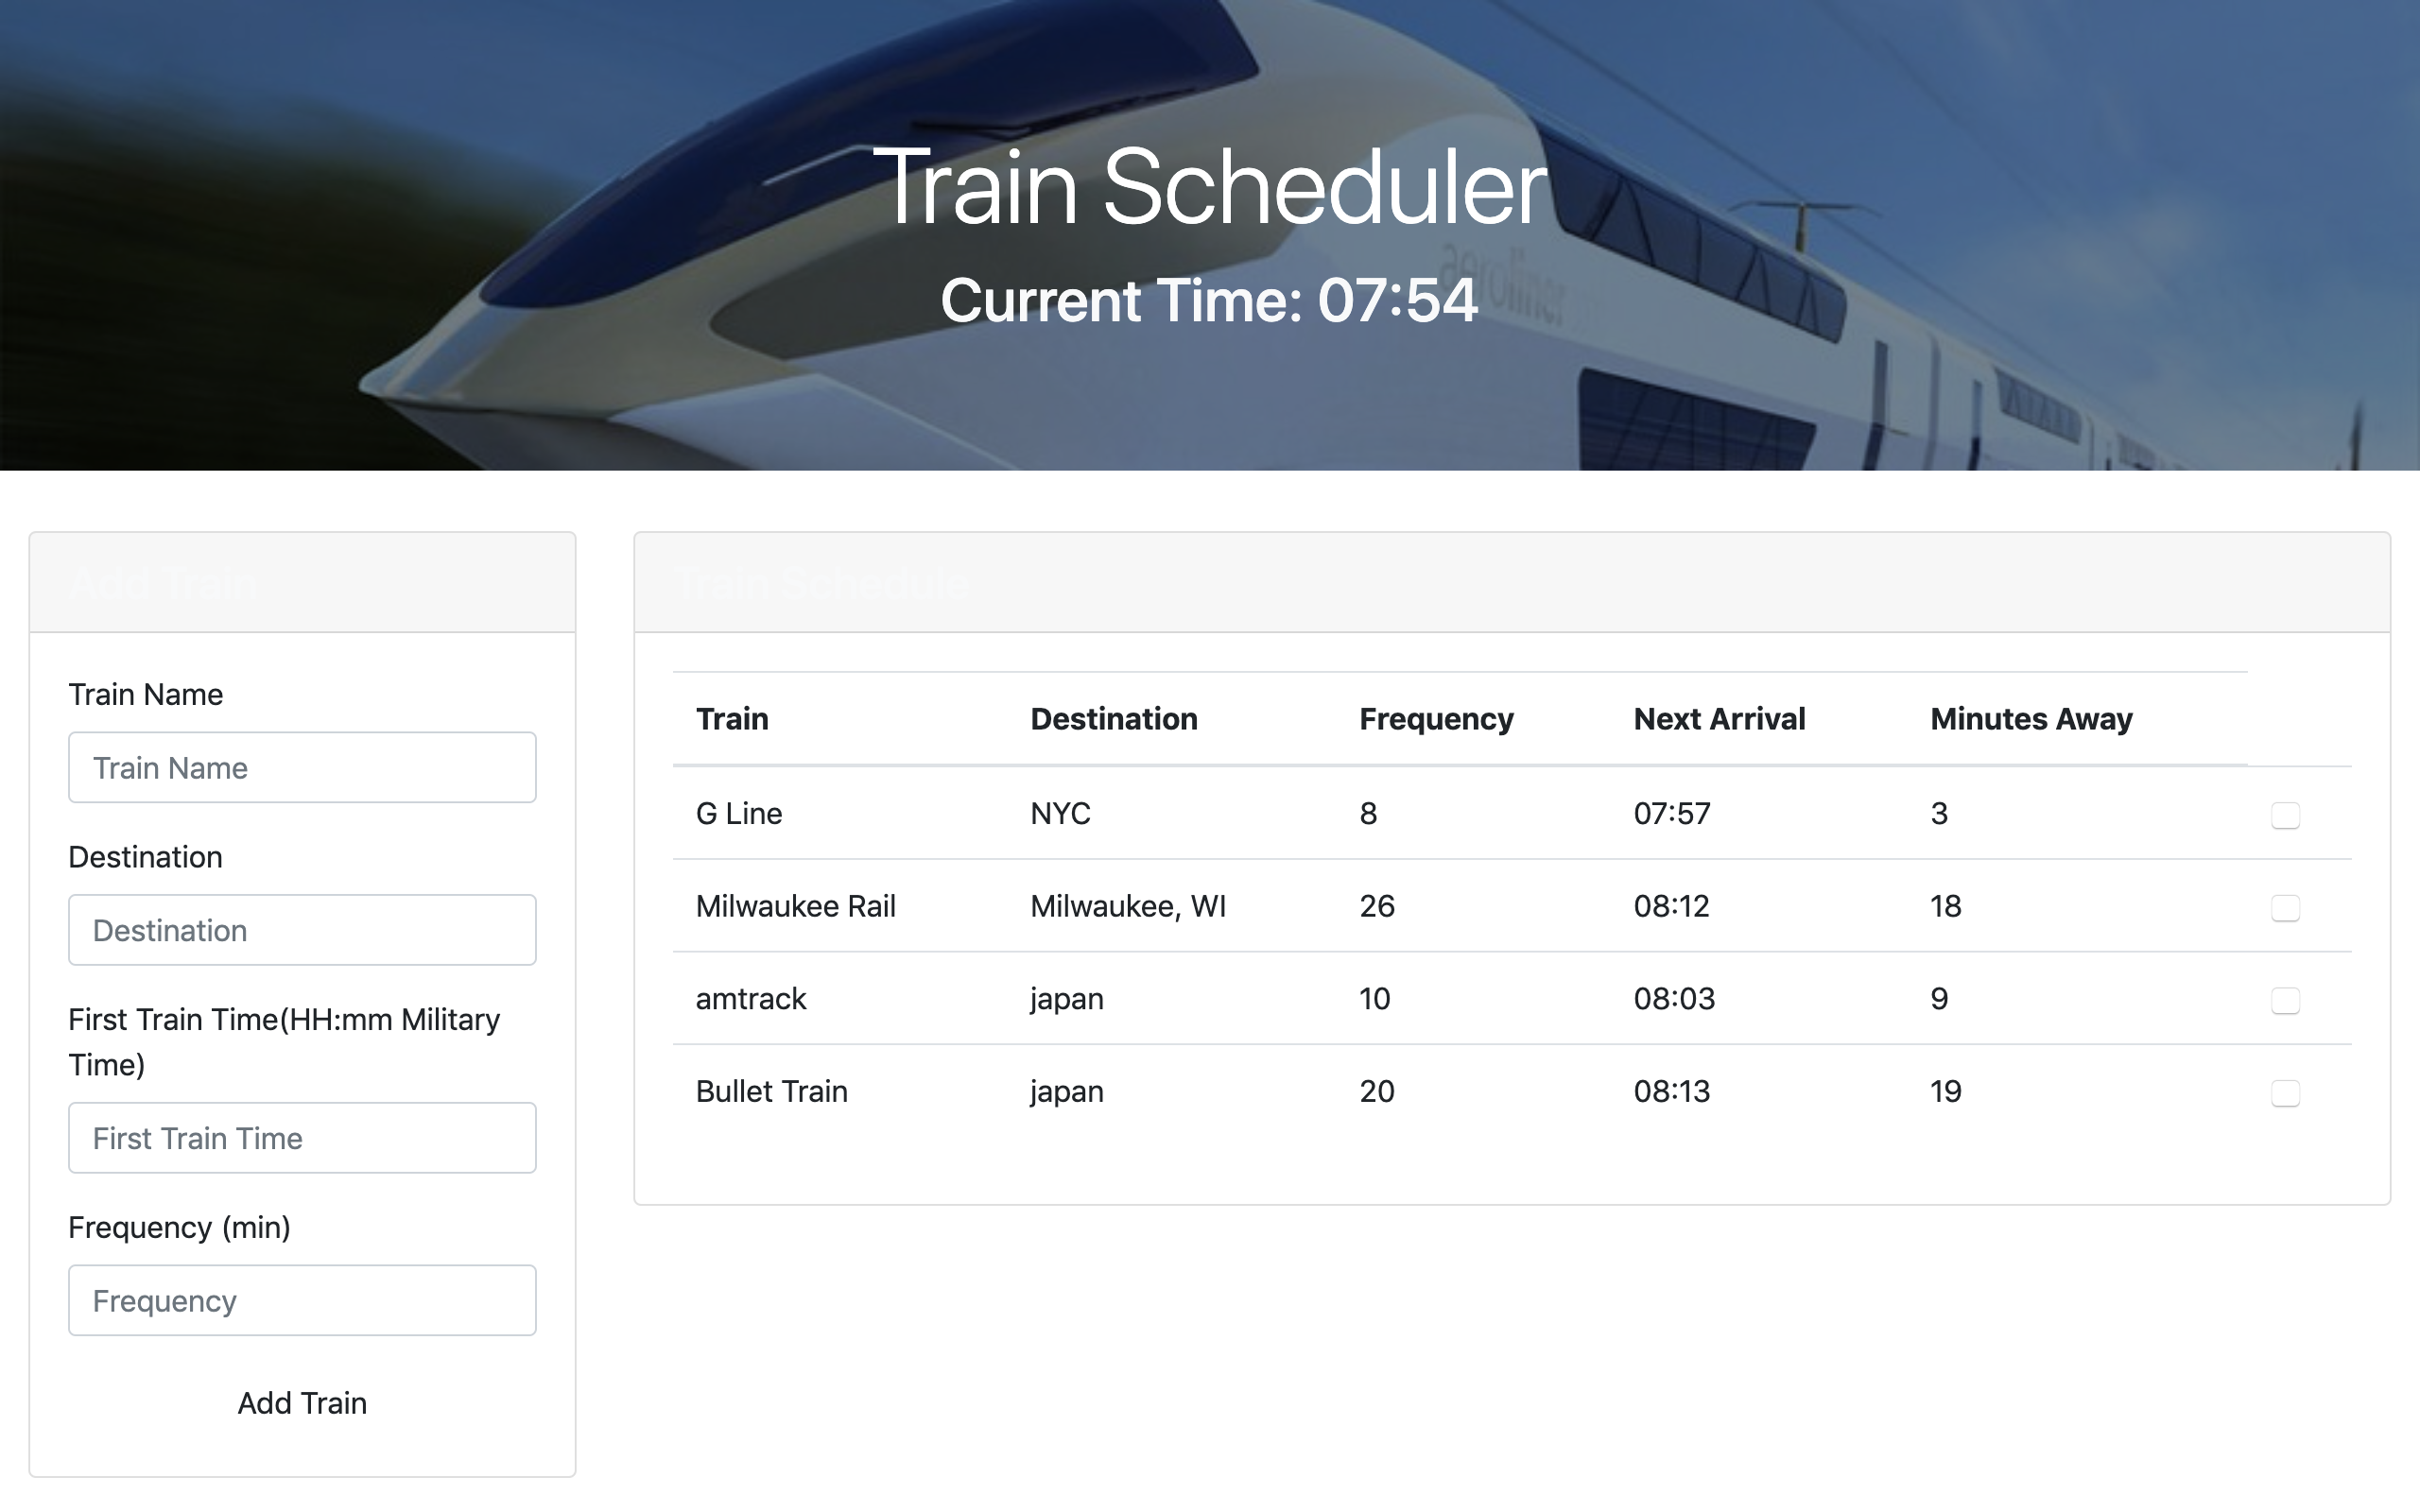 Train Scheduler
Current Time: 07:54
aeroliner
Add Train
Train Name
Train Name
Destination
Destination
First Train Time(HH:mm Military
Time)
First Train Time
Frequency (min)
Frequency
Add Train
Train Schedule
Train Destination Frequency Next Arrival Minutes Away
G Line NYC 8 07:57 3
Milwaukee Rail Milwaukee, WI 26 08:12 18
amtrack japan 10 08:03 9
Bullet Train japan 20 08:13 19